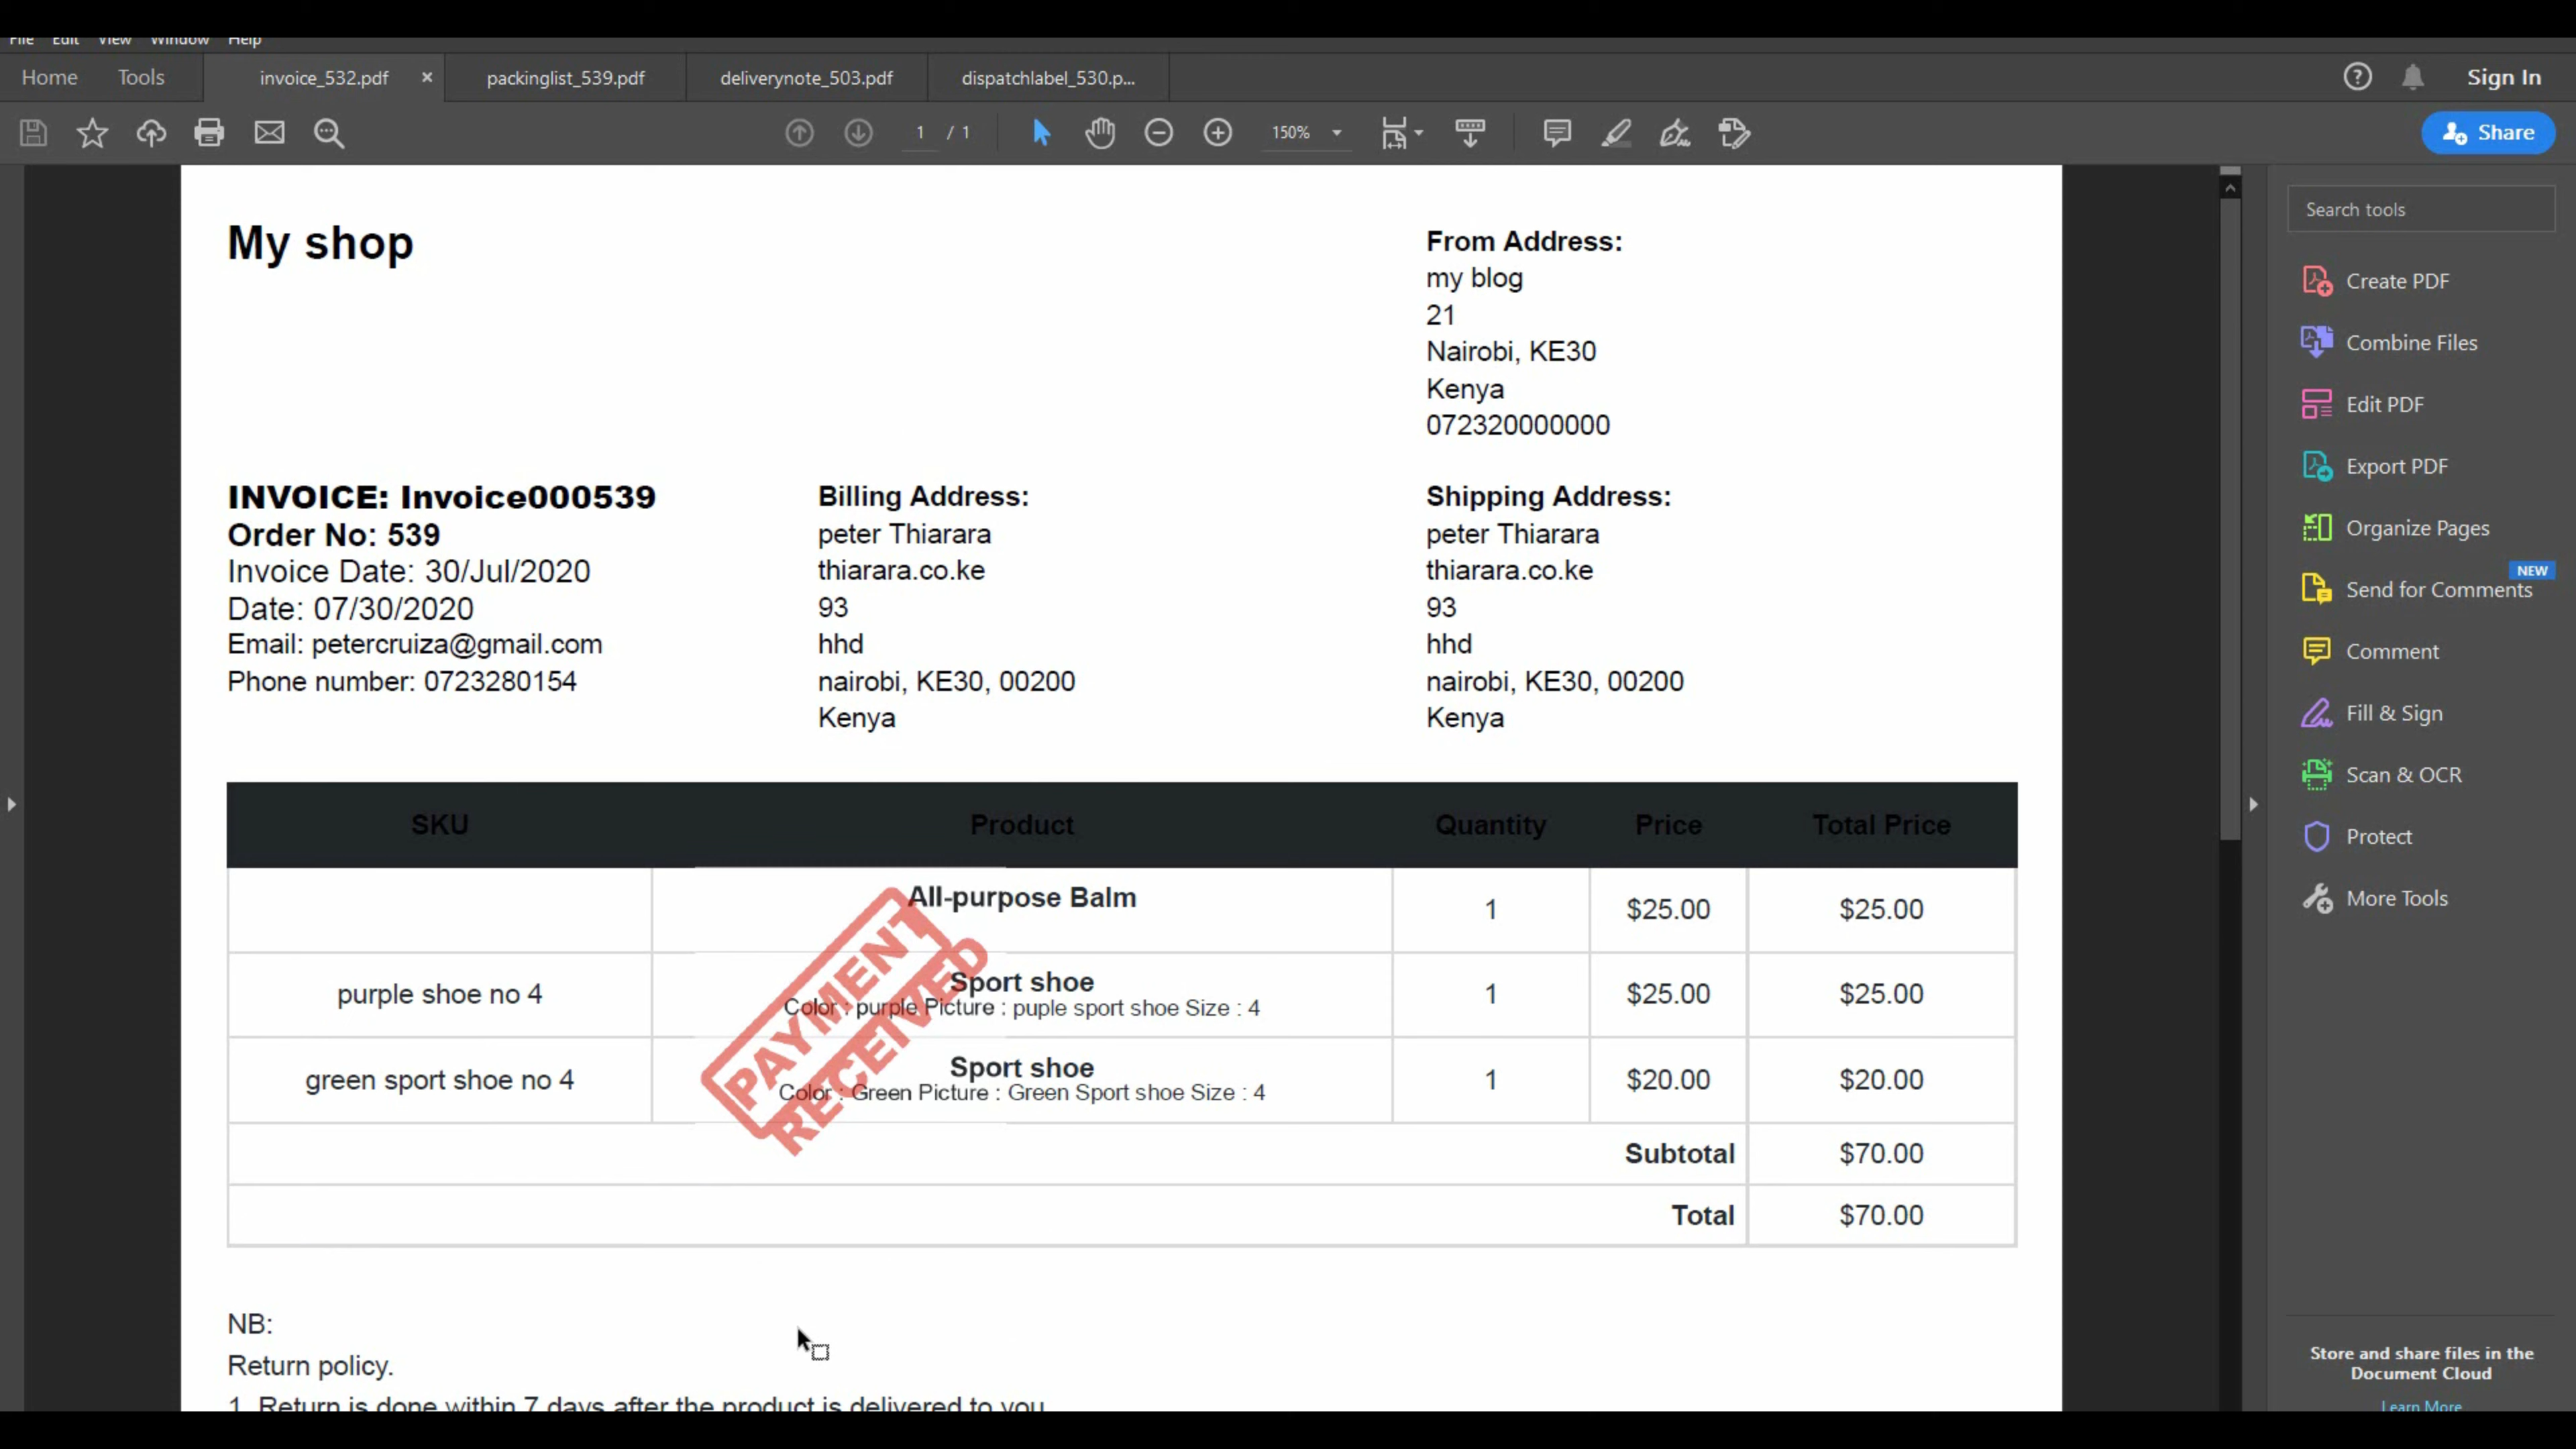 File Edit View Window Help
Home Tools invoice_532.pdf × packinglist_539.pdf deliverynote_503.pdf dispatchlabel_530.p... Sign In
1 / 1 150% Share
My shop
From Address:
my blog
21
Nairobi, KE30
Kenya
072320000000
INVOICE: Invoice000539
Order No: 539
Invoice Date: 30/Jul/2020
Date: 07/30/2020
Email: petercruiza@gmail.com
Phone number: 0723280154
Billing Address:
peter Thiarara
thiarara.co.ke
93
hhd
nairobi, KE30, 00200
Kenya
Shipping Address:
peter Thiarara
thiarara.co.ke
93
hhd
nairobi, KE30, 00200
Kenya
SKU Product Quantity Price Total Price
All-purpose Balm 1 $25.00 $25.00
purple shoe no 4 Sport shoe 1 $25.00 $25.00
Color : purple Picture : puple sport shoe Size : 4
green sport shoe no 4 Sport shoe 1 $20.00 $20.00
Color : Green Picture : Green Sport shoe Size : 4
PAYMENT
RECEIVED
Subtotal $70.00
Total $70.00
NB:
Return policy.
1. Return is done within 7 days after the product is delivered to you
Search tools
Create PDF
Combine Files
Edit PDF
Export PDF
Organize Pages
NEW
Send for Comments
Comment
Fill & Sign
Scan & OCR
Protect
More Tools
Store and share files in the
Document Cloud
Learn More